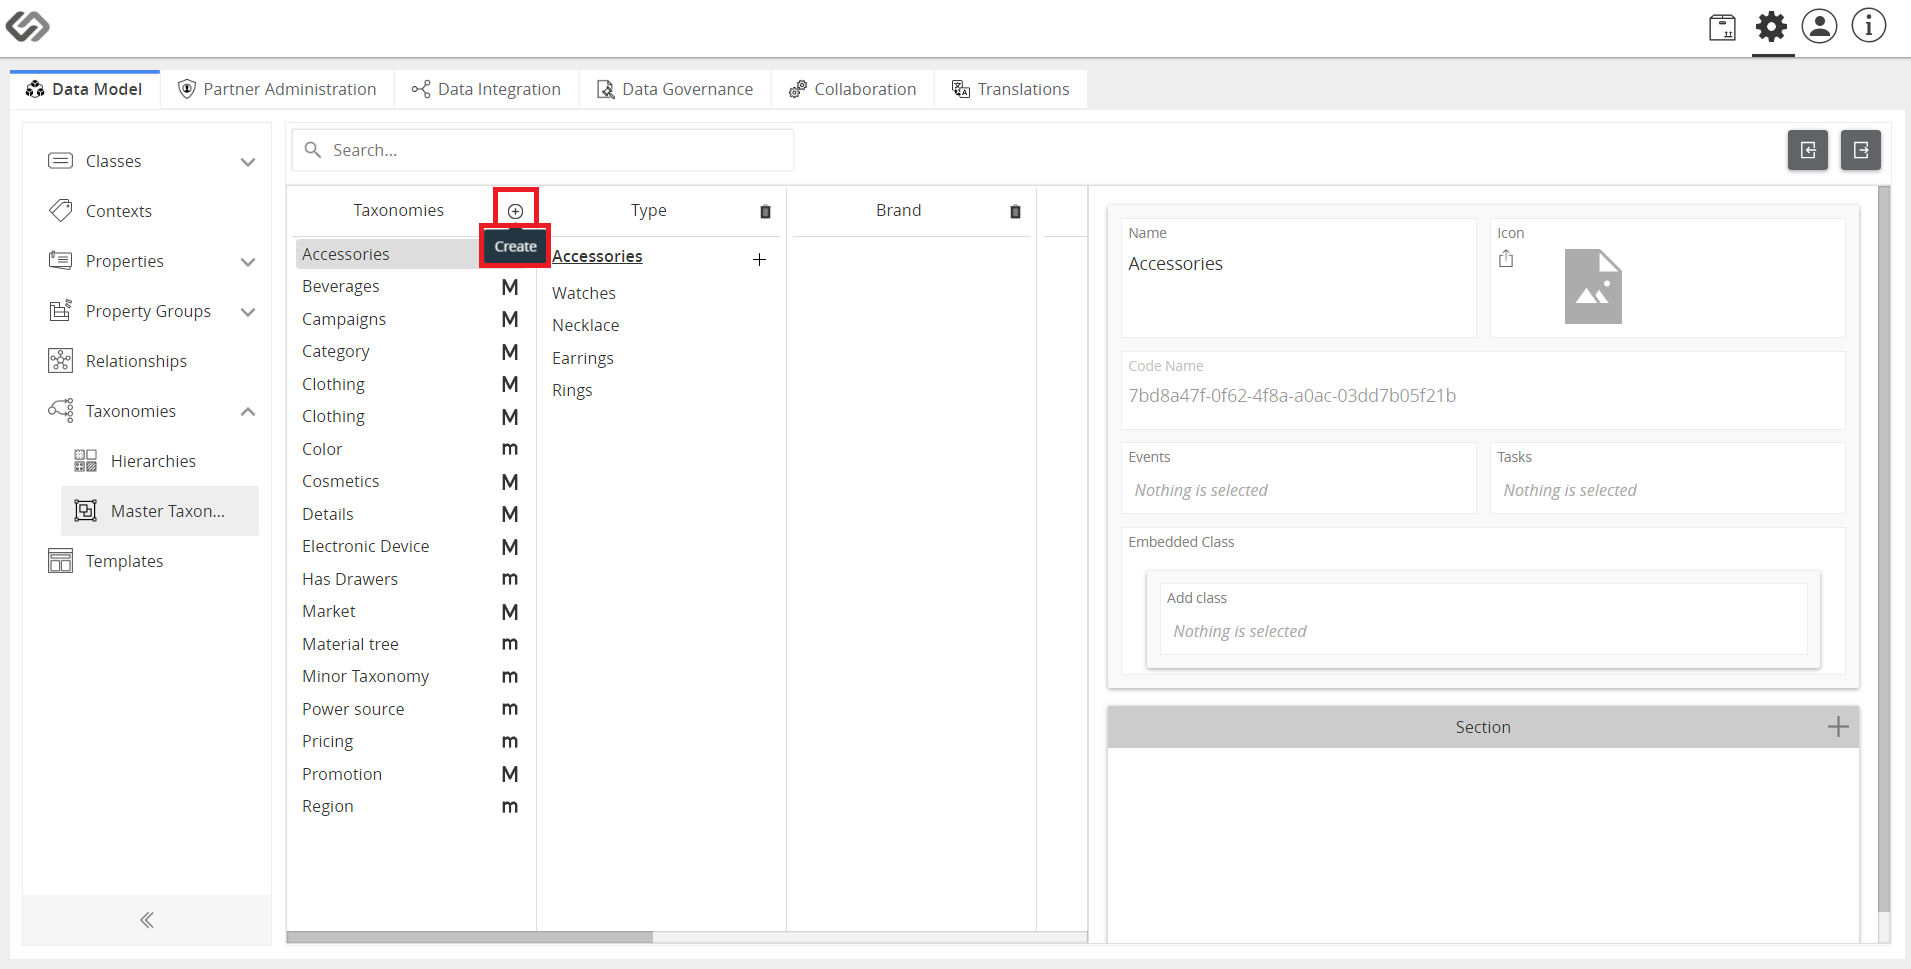 Data Model
Partner Administration
Data Integration
Data Governance
Collaboration
Translations
Classes
Contexts
Properties
Property Groups
Relationships
Taxonomies
Hierarchies
Master Taxon...
Templates
Search...
Taxonomies
Create
Accessories
Beverages M
Campaigns M
Category M
Clothing M
Clothing M
Color m
Cosmetics M
Details M
Electronic Device M
Has Drawers m
Market M
Material tree m
Minor Taxonomy m
Power source m
Pricing m
Promotion M
Region m
Type
Accessories
Watches
Necklace
Earrings
Rings
Brand
Name
Accessories
Icon
Code Name
7bd8a47f-0f62-4f8a-a0ac-03dd7b05f21b
Events
Nothing is selected
Tasks
Nothing is selected
Embedded Class
Add class
Nothing is selected
Section